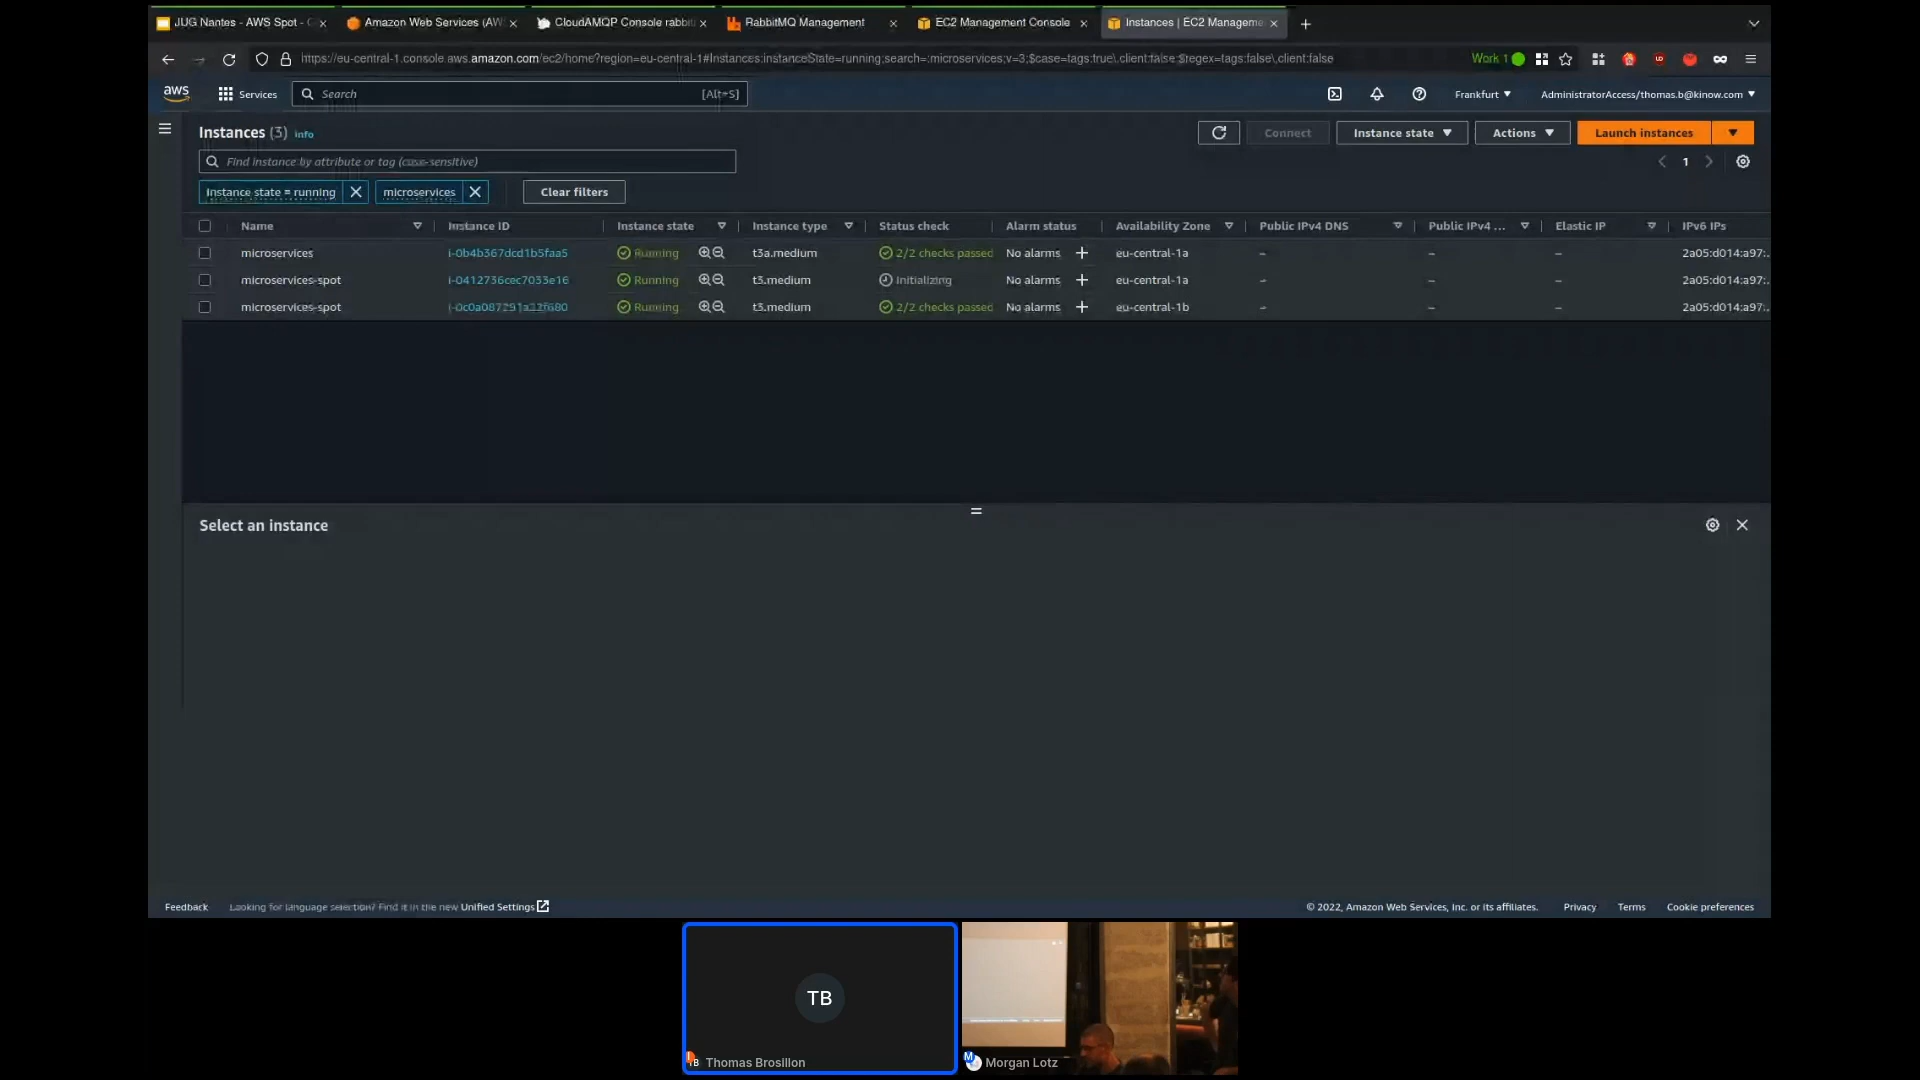 JUG Nantes - AWS Spot - G
Amazon Web Services (AW
CloudAMQP Console rabbi
RabbitMQ Management
EC2 Management Console
Instances | EC2 Manageme
https://eu-central-1.console.aws.amazon.com/ec2/home?region=eu-central-1#Instances:instanceState=running;search=:microservices;v=3;$case=tags:true\,client:false;$regex=tags:false\,client:false
Work 1
aws
Services
Search
[Alt+S]
Frankfurt
AdministratorAccess/thomas.b@kinow.com
Instances (3) Info
Connect
Instance state
Actions
Launch instances
Find instance by attribute or tag (case-sensitive)
1
Instance state = running
microservices
Clear filters
Name Instance ID Instance state Instance type Status check Alarm status Availability Zone Public IPv4 DNS Public IPv4 ... Elastic IP IPv6 IPs
microservices i-0b4b367dcd1b5faa5 Running t3a.medium 2/2 checks passed No alarms + eu-central-1a – – – 2a05:d014:a97:..
microservices-spot i-0412736cec7033e16 Running t3.medium Initializing No alarms + eu-central-1a – – – 2a05:d014:a97:..
microservices-spot Running t3.medium 2/2 checks passed No alarms + eu-central-1b – – – 2a05:d014:a97:..
Select an instance
Feedback
Looking for language selection? Find it in the new Unified Settings
© 2022, Amazon Web Services, Inc. or its affiliates.
Privacy
Terms
Cookie preferences
TB
TB Thomas Brosillon
M Morgan Lotz